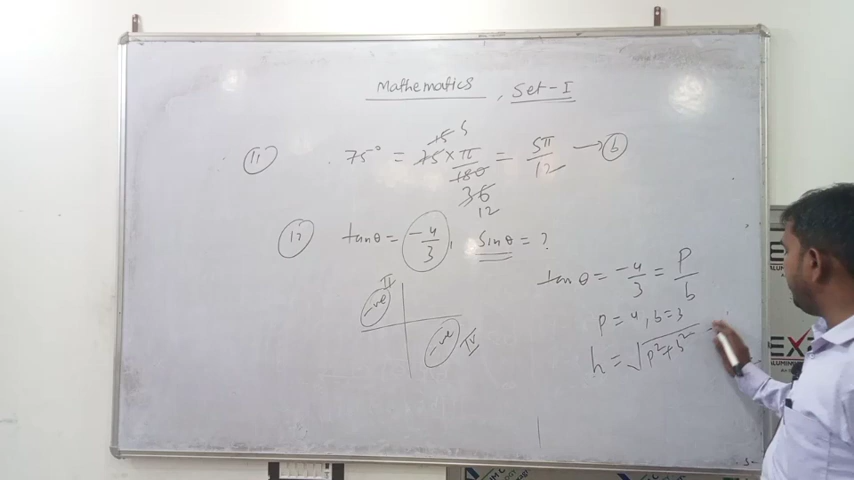 Mathematics, Set-I
11 75° = 75 × π / 180 = 5π / 12 → b
15 5
36
12
12 tanθ = -4/3, sinθ = ?
II
-ve
-ve IV
tanθ = -4/3 = P/b
P = 4, b = 3
h = √P²+b²